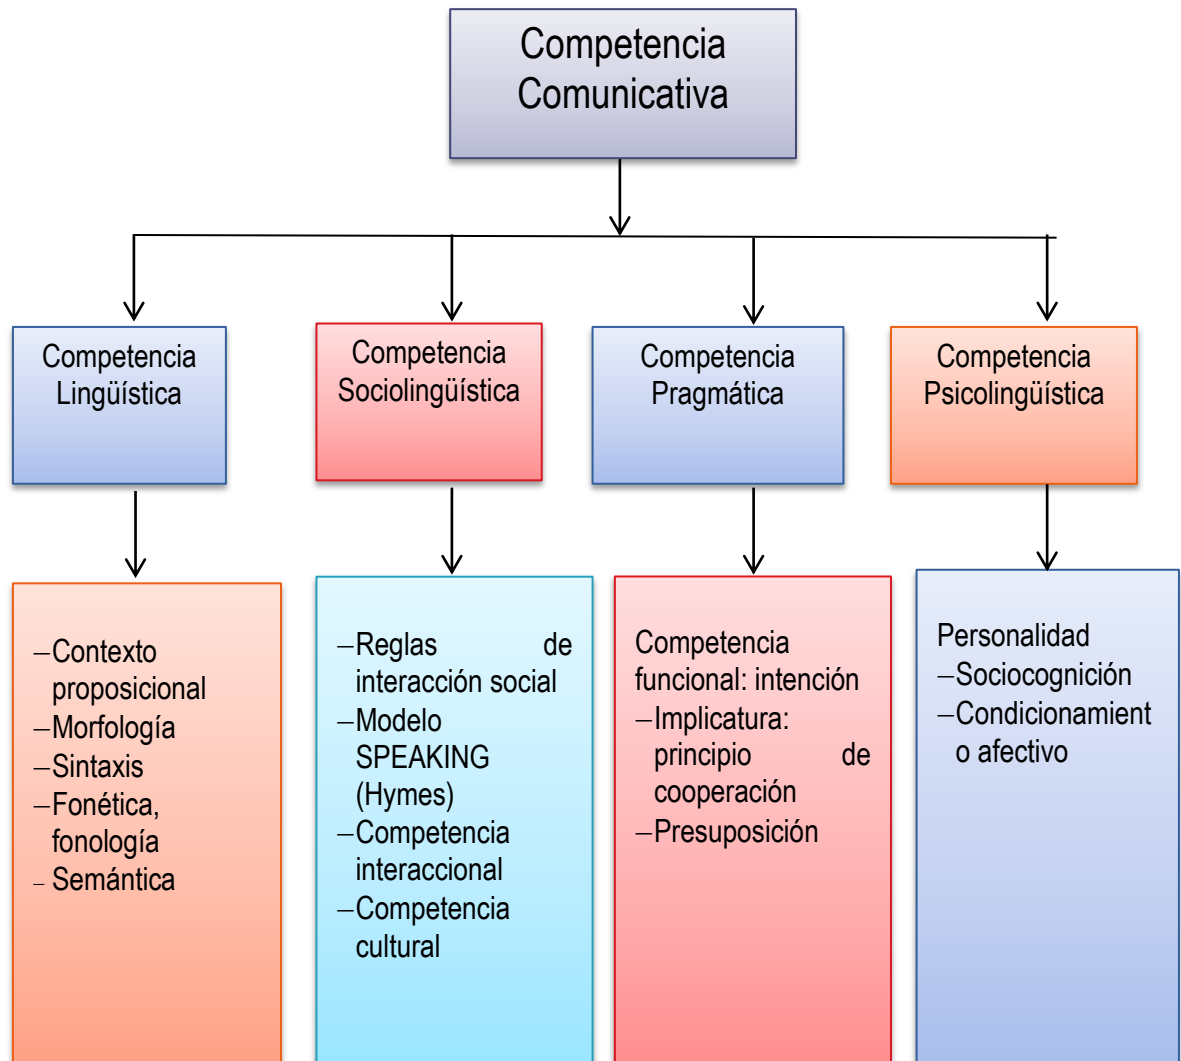 Competencia
Comunicativa
Competencia
Lingüística
Competencia
Sociolingüística
Competencia
Pragmática
Competencia
Psicolingüística
–Contexto
proposicional
–Morfología
–Sintaxis
–Fonética,
fonología
– Semántica
–Reglas de
interacción social
–Modelo
SPEAKING
(Hymes)
–Competencia
interaccional
–Competencia
cultural
Competencia
funcional: intención
–Implicatura:
principio de
cooperación
–Presuposición
Personalidad
–Sociocognición
–Condicionamient
o afectivo